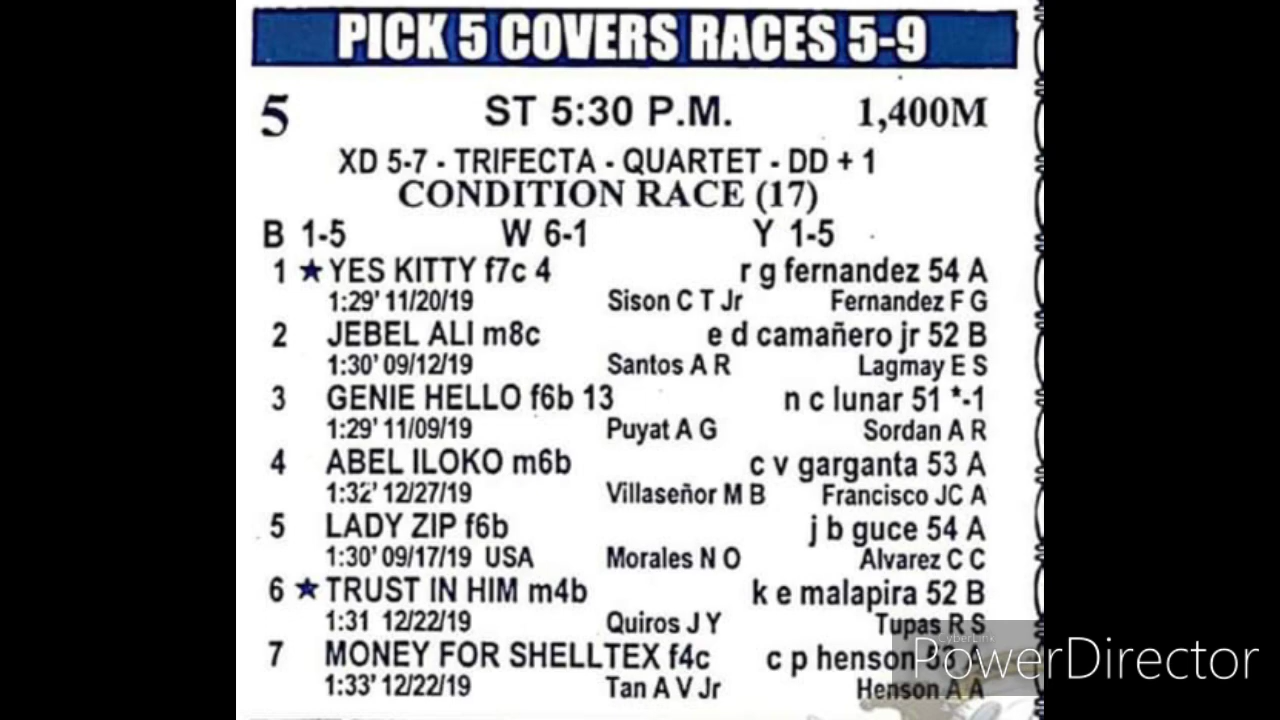 PICK 5 COVERS RACES 5-9
5 ST 5:30 P.M. 1,400M
XD 5-7 - TRIFECTA - QUARTET - DD + 1
CONDITION RACE (17)
B 1-5 W 6-1 Y 1-5
1 ★ YES KITTY f7c 4 r g fernandez 54 A
1:29' 11/20/19 Sison C T Jr Fernandez F G
2 JEBEL ALI m8c e d camañero jr 52 B
1:30' 09/12/19 Santos A R Lagmay E S
3 GENIE HELLO f6b 13 n c lunar 51 *-1
1:29' 11/09/19 Puyat A G Sordan A R
4 ABEL ILOKO m6b c v garganta 53 A
1:32' 12/27/19 Villaseñor M B Francisco JC A
5 LADY ZIP f6b j b guce 54 A
1:30' 09/17/19 USA Morales N O Alvarez C C
6 ★ TRUST IN HIM m4b k e malapira 52 B
1:31 12/22/19 Quiros J Y Tupas R S
7 MONEY FOR SHELLTEX f4c c p henson A
1:33' 12/22/19 Tan A V Jr Henson A A
CyberLink
PowerDirector